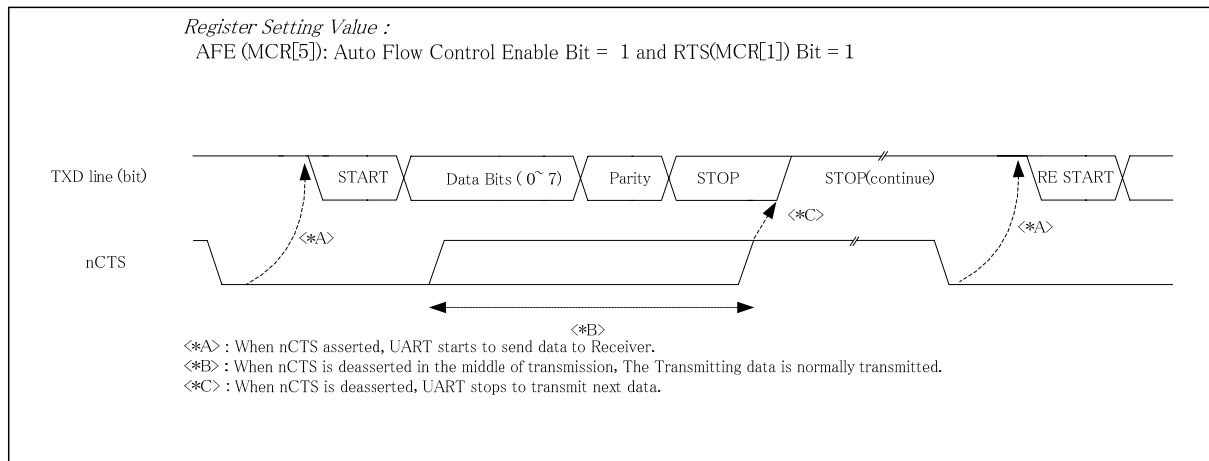 Register Setting Value :
AFE (MCR[5]): Auto Flow Control Enable Bit = 1 and RTS(MCR[1]) Bit = 1
TXD line (bit)
START
Data Bits ( 0~ 7)
Parity
STOP
STOP(continue)
RE START
<*A>
<*C>
<*A>
nCTS
<*B>
<*A> : When nCTS asserted, UART starts to send data to Receiver.
<*B> : When nCTS is deasserted in the middle of transmission, The Transmitting data is normally transmitted.
<*C> : When nCTS is deasserted, UART stops to transmit next data.